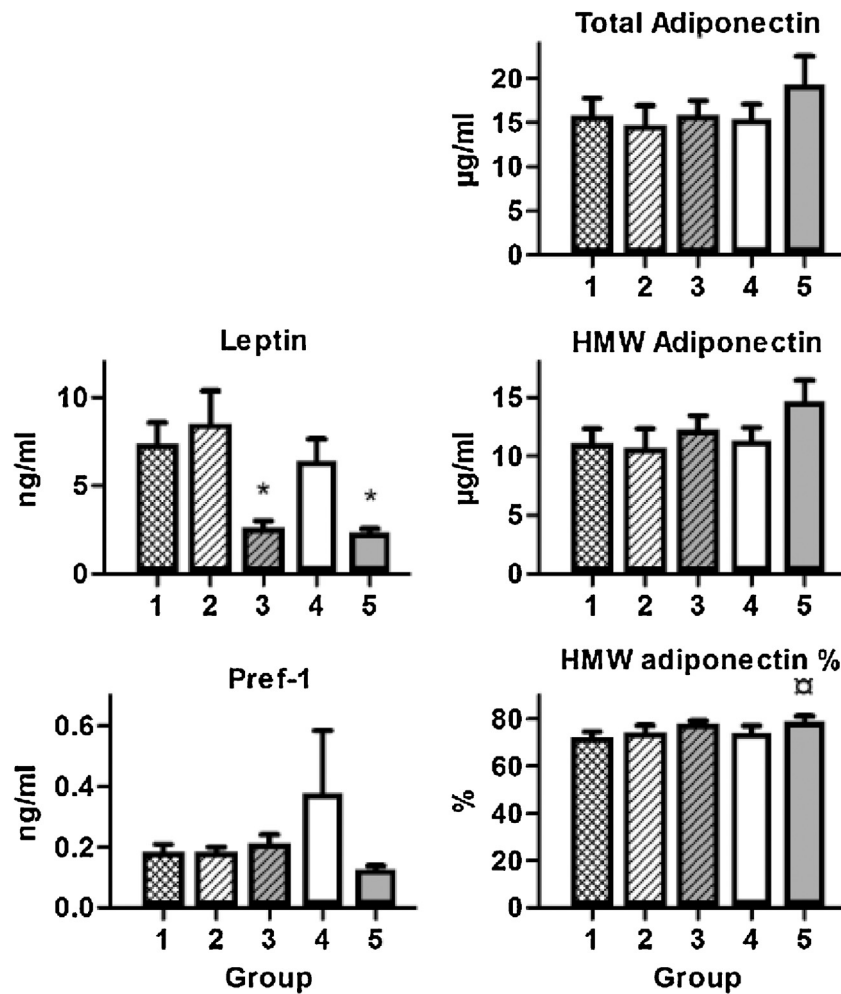 Total Adiponectin
µg/ml
20
15
10
5
0
1 2 3 4 5
Leptin
ng/ml
10
5
0
* *
1 2 3 4 5
HMW Adiponectin
µg/ml
15
10
5
0
1 2 3 4 5
Pref-1
ng/ml
0.6
0.4
0.2
0.0
1 2 3 4 5
Group
HMW adiponectin %
¤
%
80
60
40
20
0
1 2 3 4 5
Group